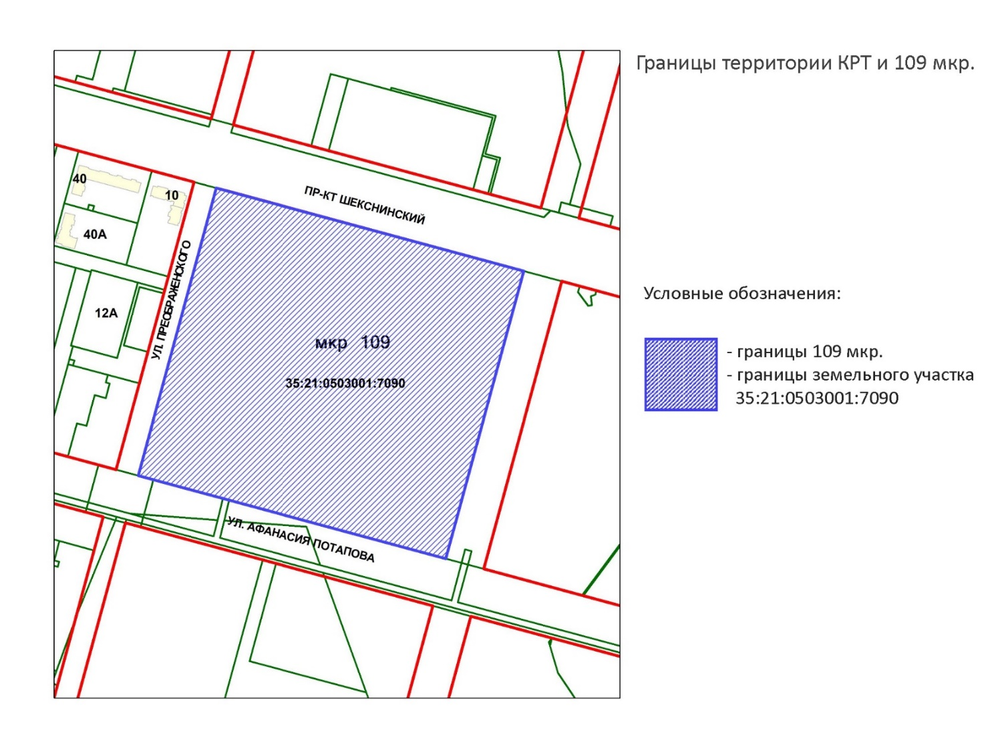 Границы территории КРТ и 109 мкр.
ПР-КТ ШЕКСНИНСКИЙ
40
10
40А
УЛ. ПРЕОБРАЖЕНСКОГО
12А
мкр 109
35:21:0503001:7090
УЛ. АФАНАСИЯ ПОТАПОВА
Условные обозначения:
- границы 109 мкр.
- границы земельного участка
35:21:0503001:7090